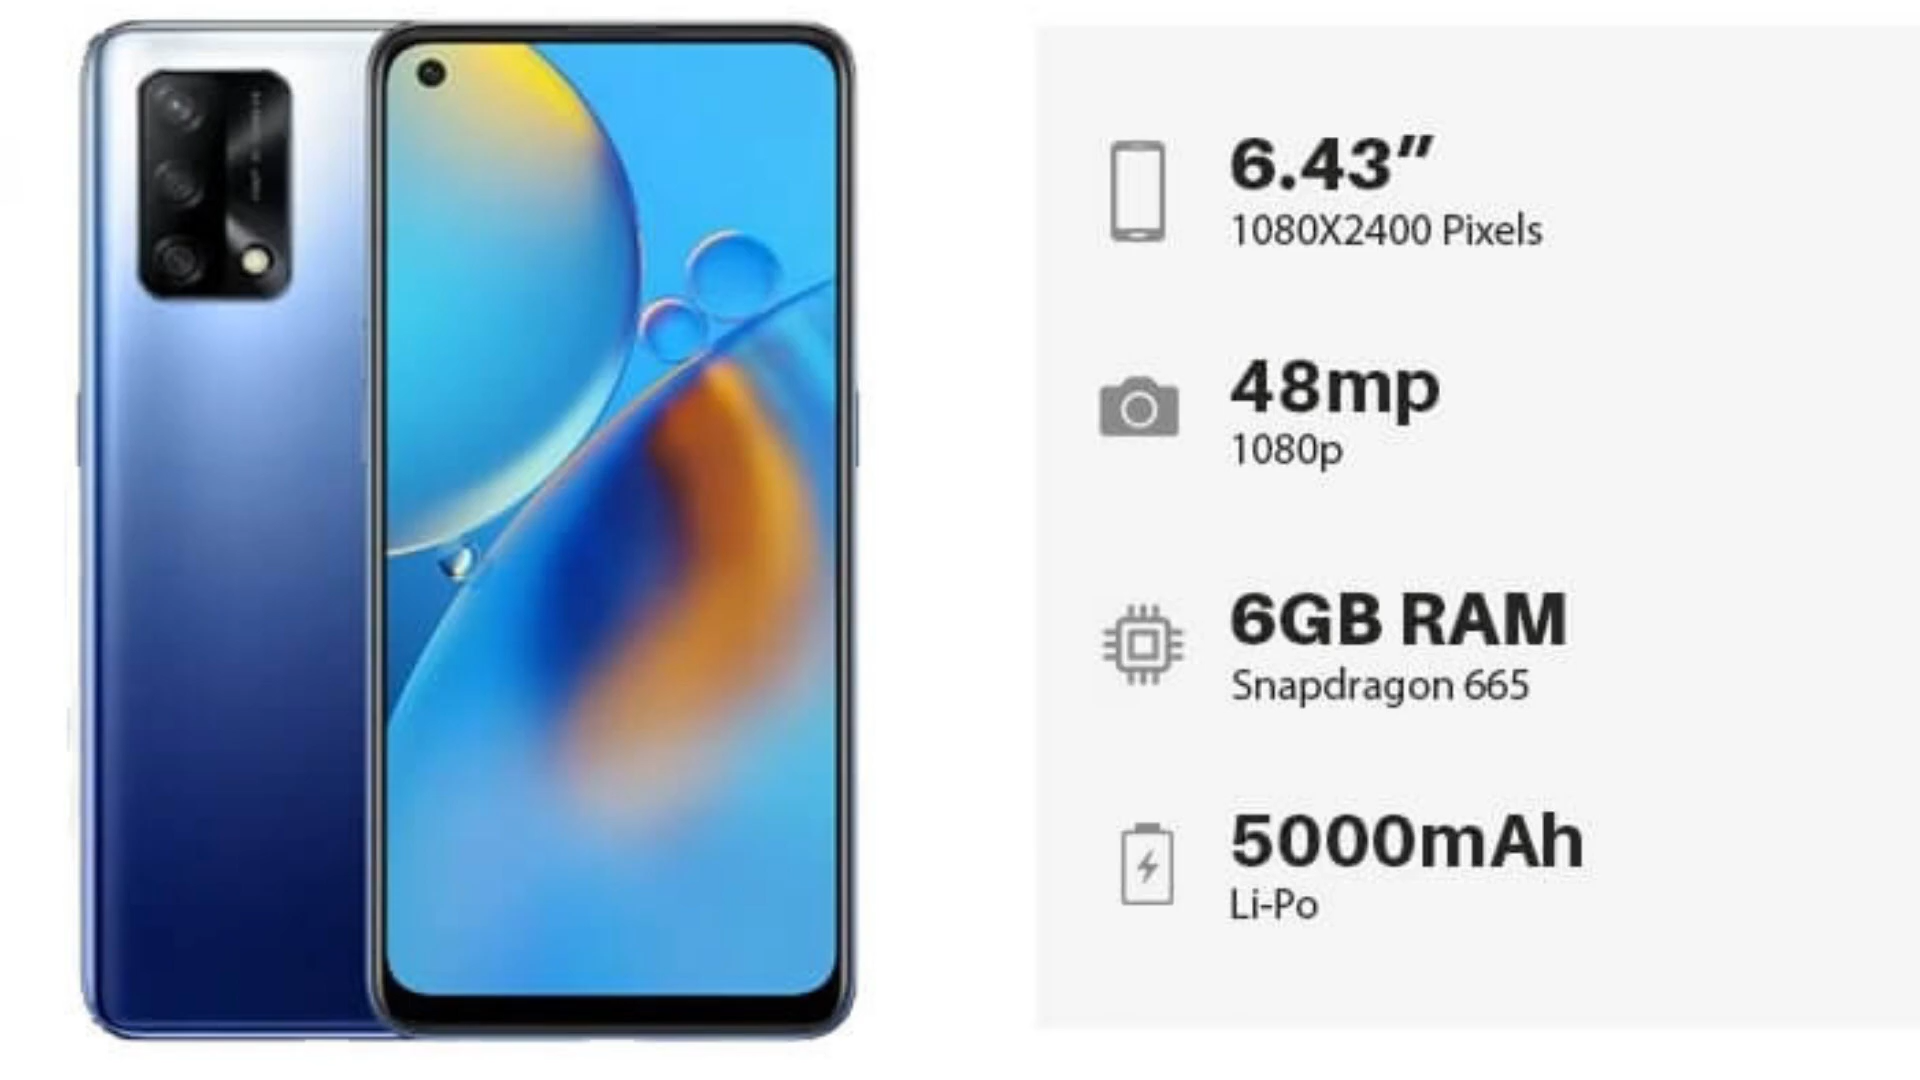 6.43"
1080X2400 Pixels
48mp
1080p
6GB RAM
Snapdragon 665
5000mAh
Li-Po